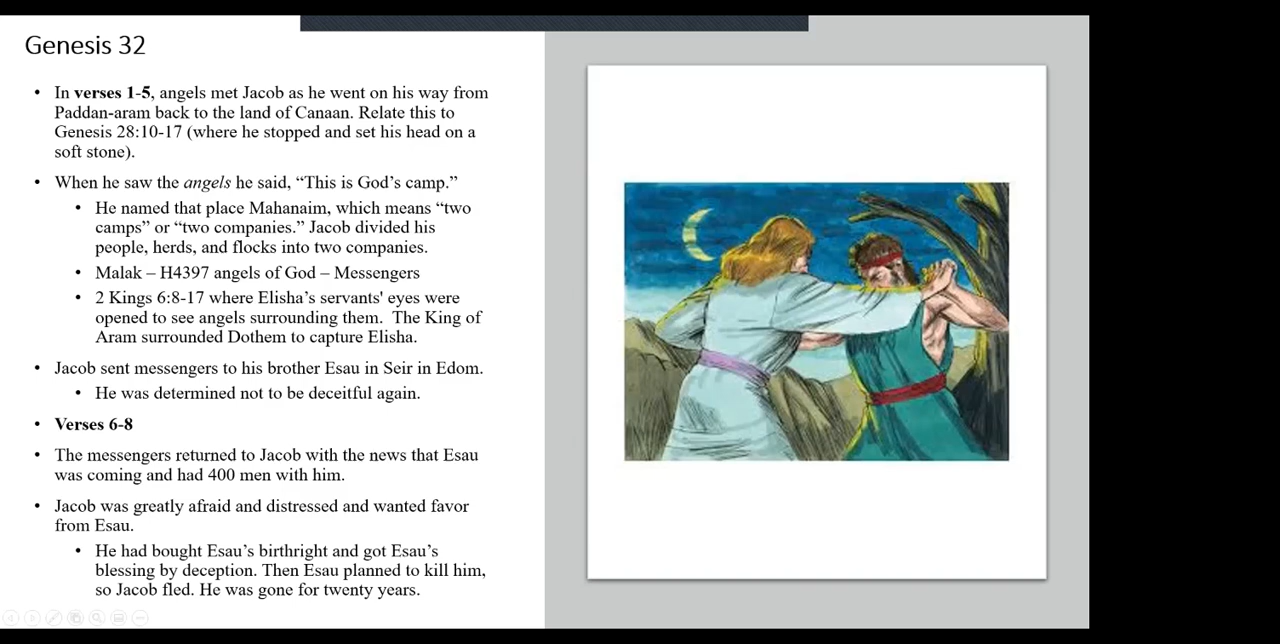 Genesis 32
• In verses 1-5, angels met Jacob as he went on his way from
Paddan-aram back to the land of Canaan. Relate this to
Genesis 28:10-17 (where he stopped and set his head on a
soft stone).
• When he saw the angels he said, “This is God’s camp.”
• He named that place Mahanaim, which means “two
camps” or “two companies.” Jacob divided his
people, herds, and flocks into two companies.
• Malak – H4397 angels of God – Messengers
• 2 Kings 6:8-17 where Elisha’s servants' eyes were
opened to see angels surrounding them.  The King of
Aram surrounded Dothem to capture Elisha.
• Jacob sent messengers to his brother Esau in Seir in Edom.
• He was determined not to be deceitful again.
• Verses 6-8
• The messengers returned to Jacob with the news that Esau
was coming and had 400 men with him.
• Jacob was greatly afraid and distressed and wanted favor
from Esau.
• He had bought Esau’s birthright and got Esau’s
blessing by deception. Then Esau planned to kill him,
so Jacob fled. He was gone for twenty years.